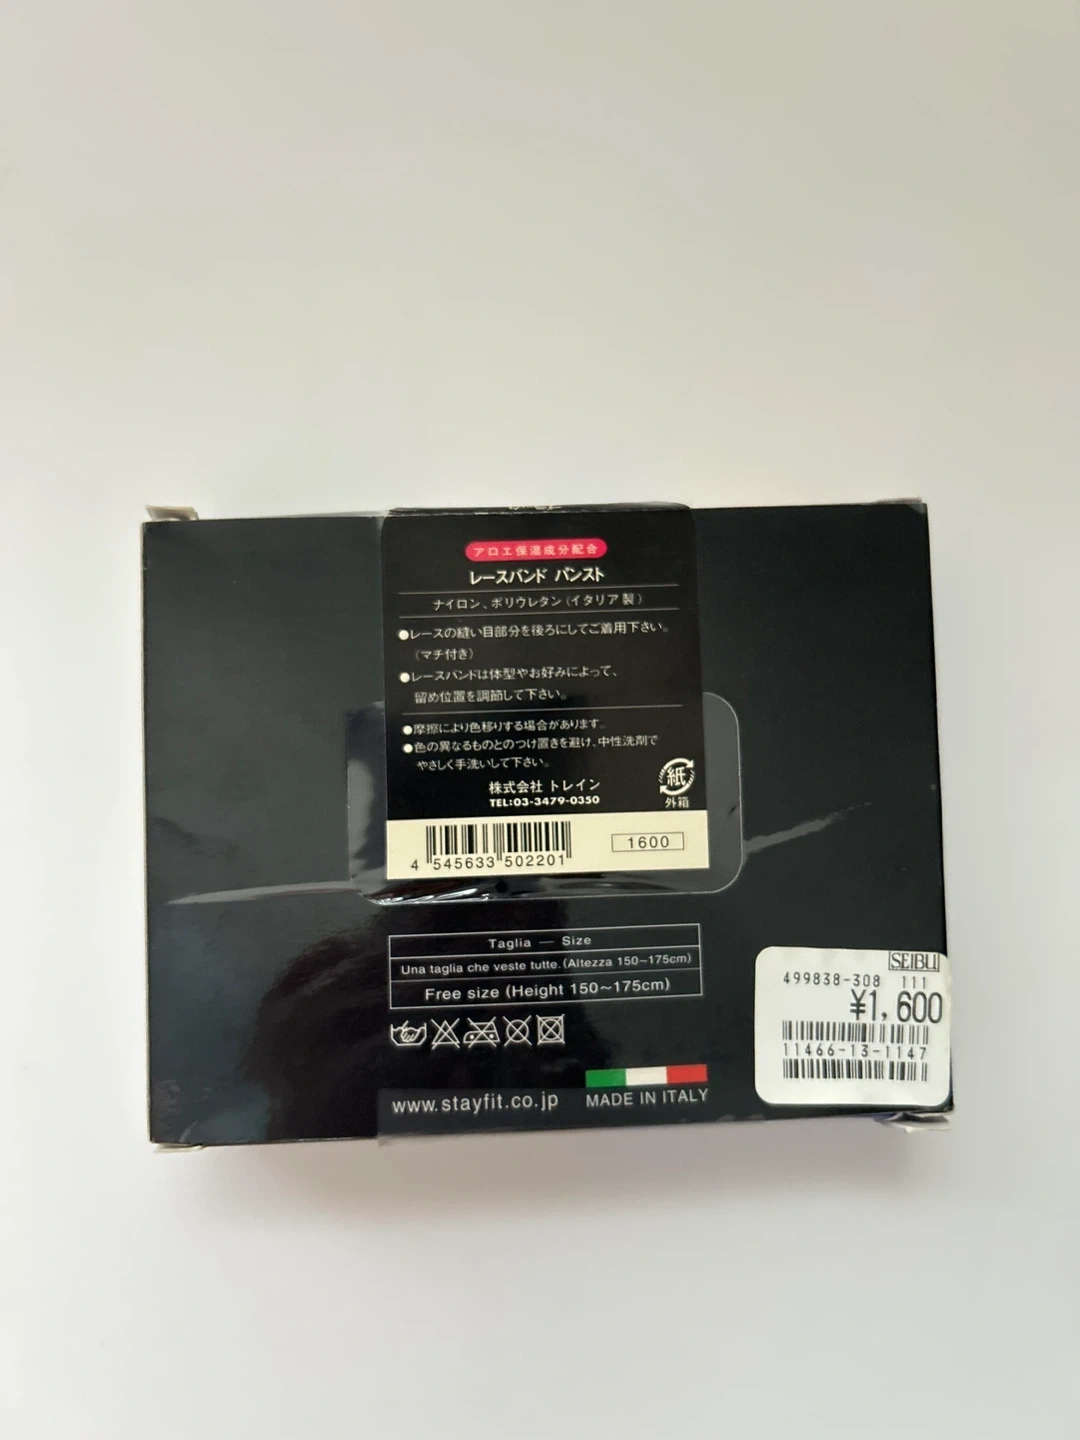 アロエ保湿成分配合
レースバンド パンスト
ナイロン、ポリウレタン(イタリア製)
●レースの縫い目部分を後ろにしてご着用下さい。
(マチ付き)
●レースバンドは体型やお好みによって、
留め位置を調節して下さい。
●摩擦により色移りする場合があります。
●色の異なるものとのつけ置きを避け、中性洗剤で
やさしく手洗いして下さい。
株式会社 トレイン
TEL:03-3479-0350
紙
外箱
1600
4 545633 502201
Taglia — Size
Una taglia che veste tutte.(Altezza 150~175cm)
Free size (Height 150~175cm)
www.stayfit.co.jp
MADE IN ITALY
SEIBU
499838-308 111
¥1,600
11466-13-1147